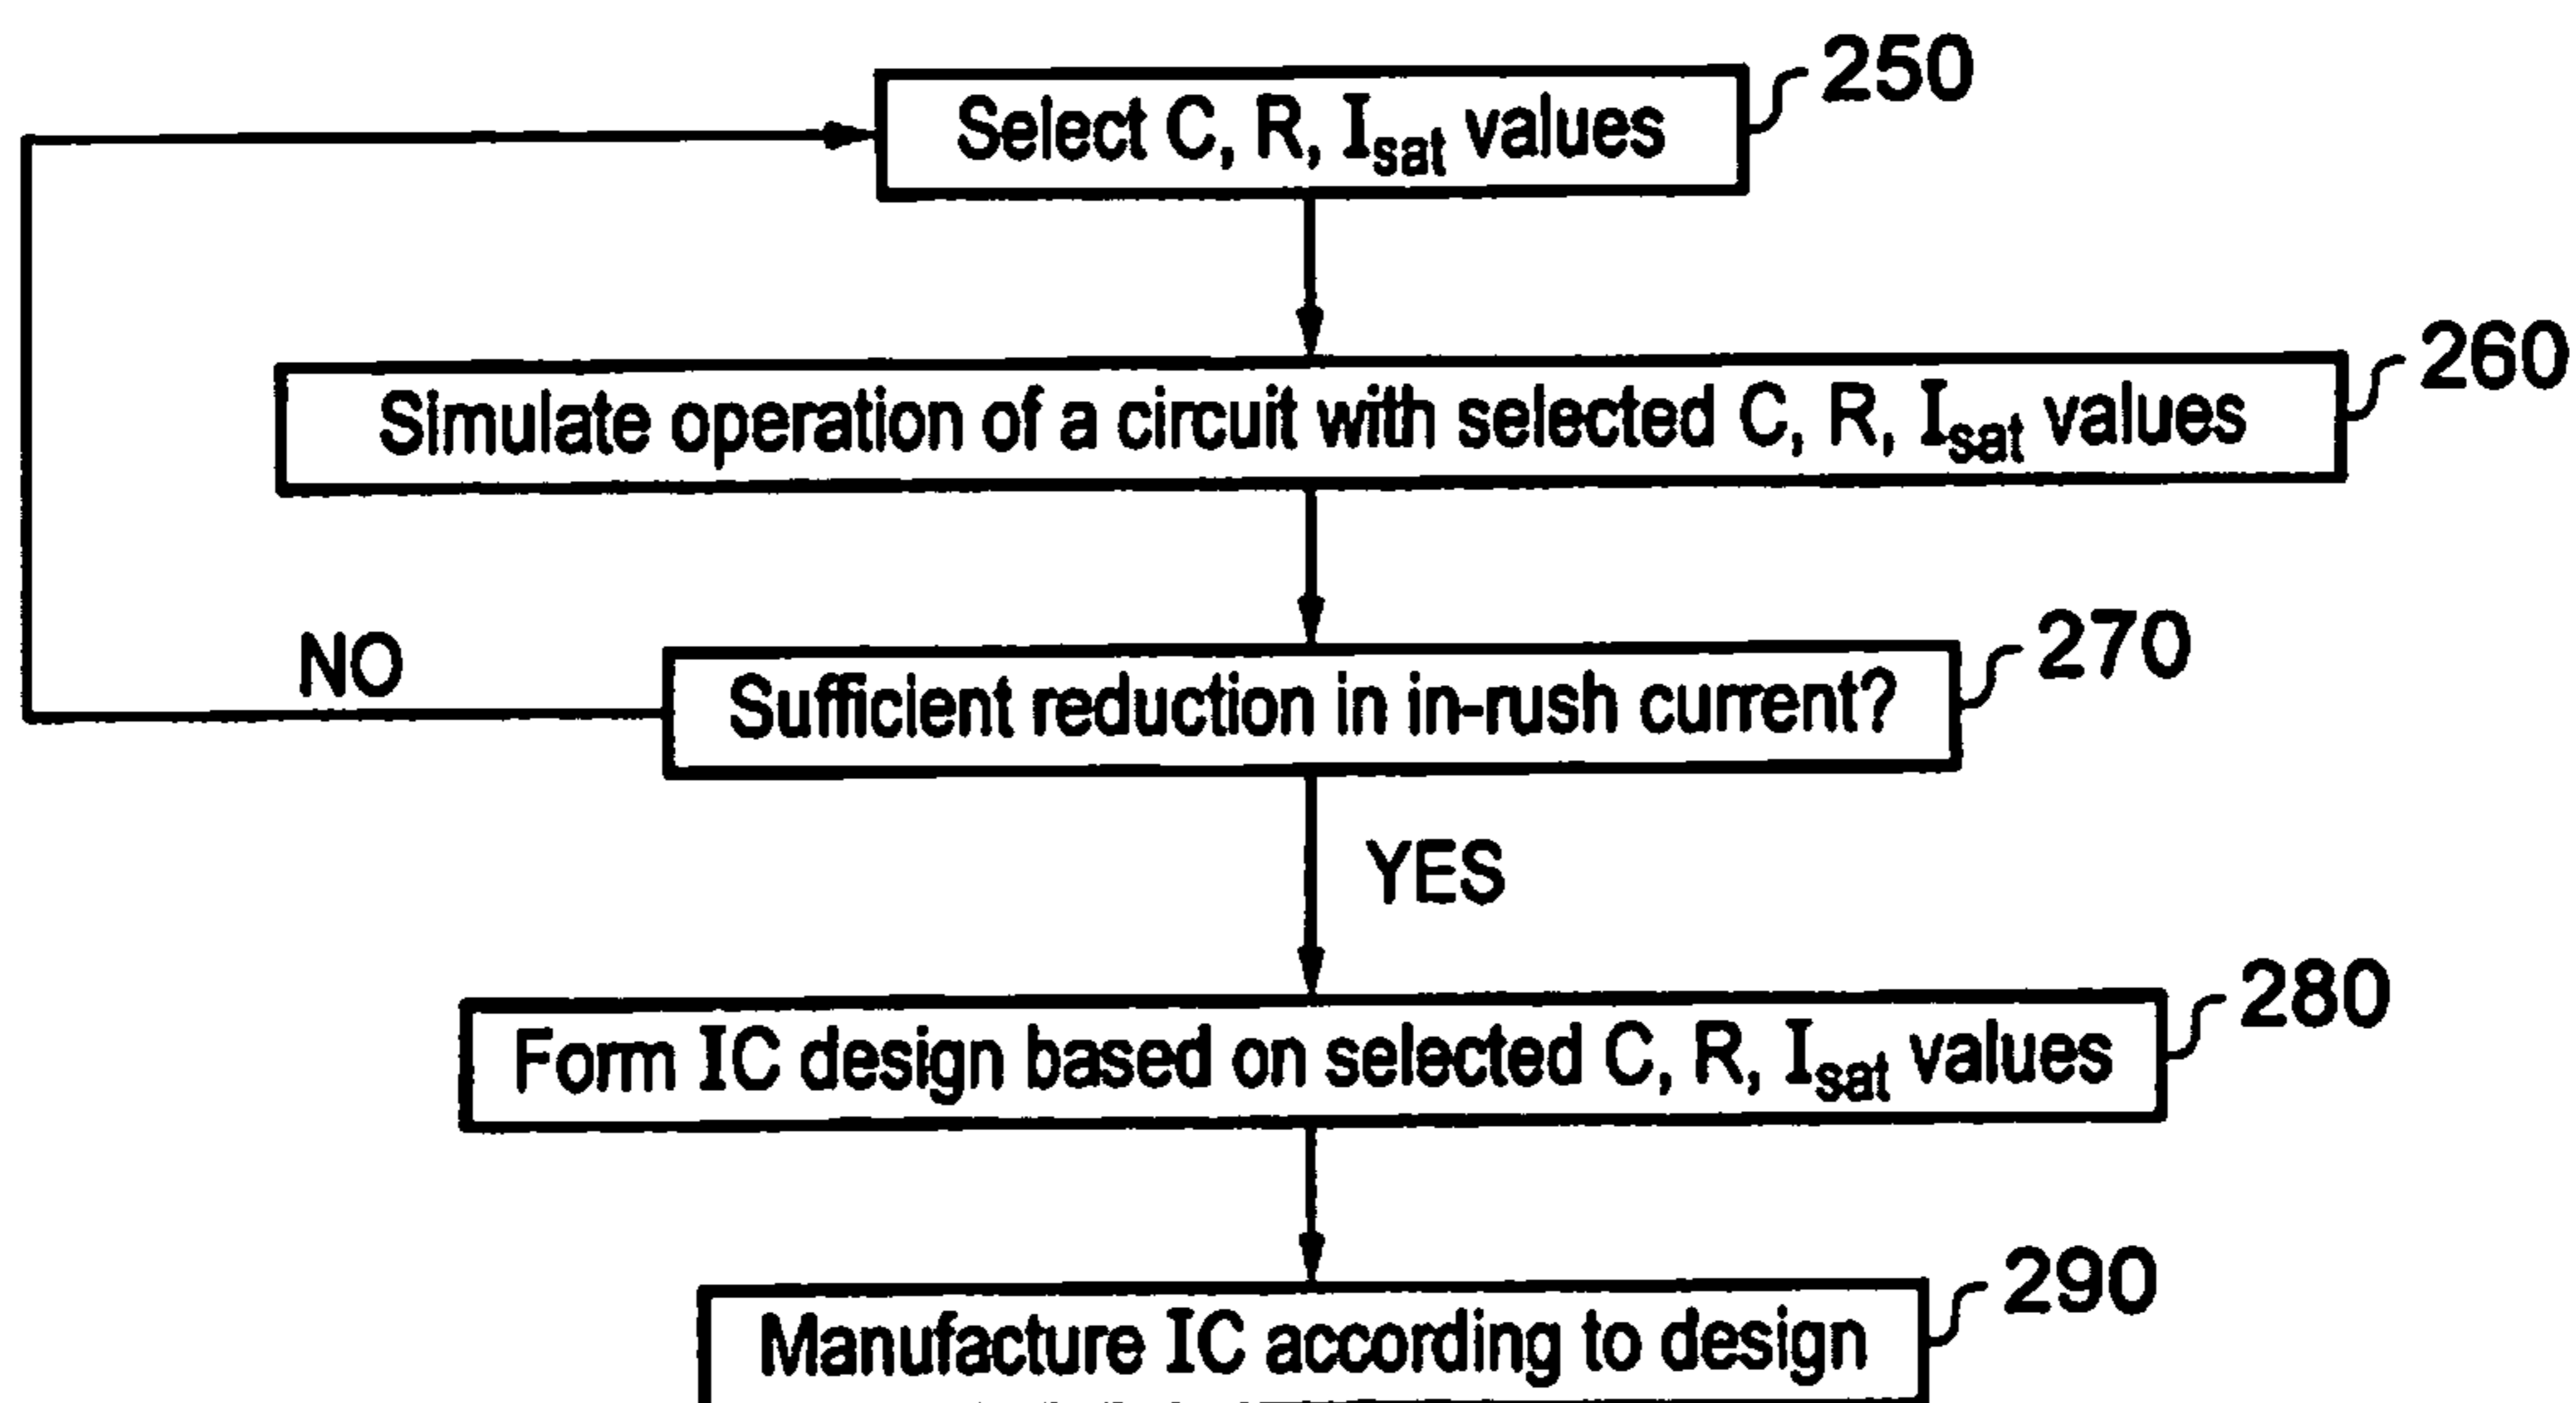 Select C, R, Isat values
250
Simulate operation of a circuit with selected C, R, Isat values
260
Sufficient reduction in in-rush current?
270
NO
YES
Form IC design based on selected C, R, Isat values
280
Manufacture IC according to design
290